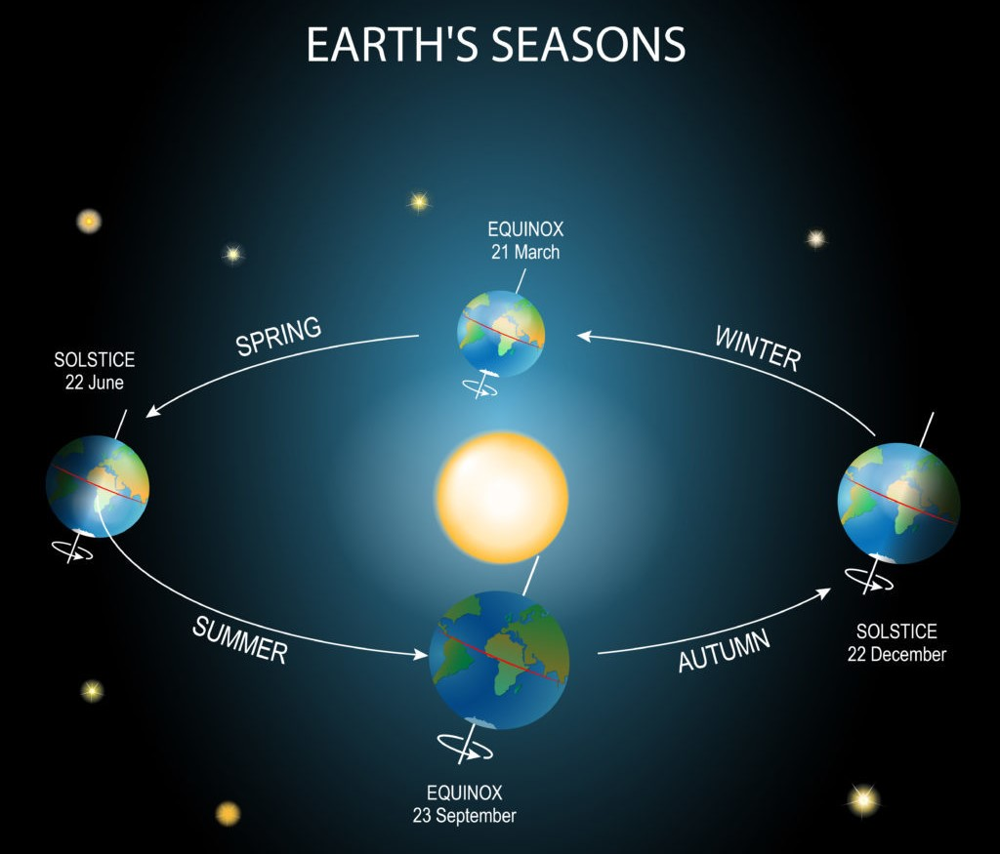 EARTH'S SEASONS
EQUINOX
21 March
SPRING
WINTER
SOLSTICE
22 June
SUMMER
AUTUMN
SOLSTICE
22 December
EQUINOX
23 September